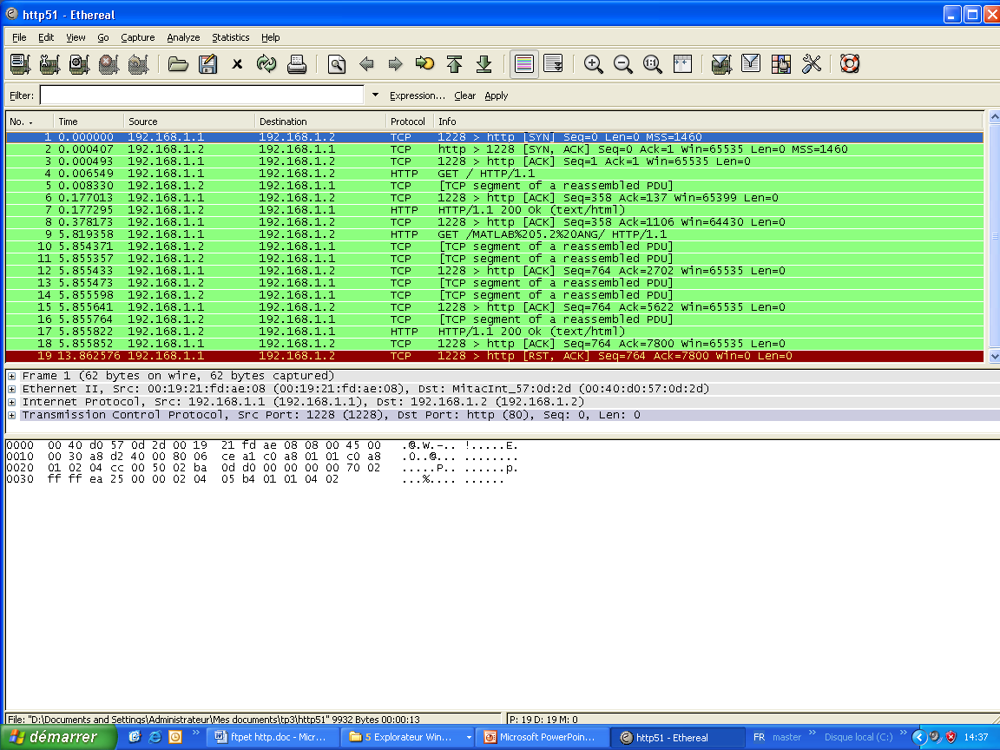 http51 - Ethereal
File Edit View Go Capture Analyze Statistics Help
Filter: Expression... Clear Apply
No. Time Source Destination Protocol Info
1 0.000000 192.168.1.1 192.168.1.2 TCP 1228 > http [SYN] Seq=0 Len=0 MSS=1460
2 0.000407 192.168.1.2 192.168.1.1 TCP http > 1228 [SYN, ACK] Seq=0 Ack=1 Win=65535 Len=0 MSS=1460
3 0.000493 192.168.1.1 192.168.1.2 TCP 1228 > http [ACK] Seq=1 Ack=1 Win=65535 Len=0
4 0.006549 192.168.1.1 192.168.1.2 HTTP GET / HTTP/1.1
5 0.008330 192.168.1.2 192.168.1.1 TCP [TCP segment of a reassembled PDU]
6 0.177013 192.168.1.1 192.168.1.2 TCP 1228 > http [ACK] Seq=358 Ack=137 Win=65399 Len=0
7 0.177295 192.168.1.2 192.168.1.1 HTTP HTTP/1.1 200 Ok (text/html)
8 0.378173 192.168.1.1 192.168.1.2 TCP 1228 > http [ACK] Seq=358 Ack=1106 Win=64430 Len=0
9 5.819358 192.168.1.1 192.168.1.2 HTTP GET /MATLAB%205.2%20ANG/ HTTP/1.1
10 5.854371 192.168.1.2 192.168.1.1 TCP [TCP segment of a reassembled PDU]
11 5.855357 192.168.1.2 192.168.1.1 TCP [TCP segment of a reassembled PDU]
12 5.855433 192.168.1.1 192.168.1.2 TCP 1228 > http [ACK] Seq=764 Ack=2702 Win=65535 Len=0
13 5.855473 192.168.1.2 192.168.1.1 TCP [TCP segment of a reassembled PDU]
14 5.855598 192.168.1.2 192.168.1.1 TCP [TCP segment of a reassembled PDU]
15 5.855641 192.168.1.1 192.168.1.2 TCP 1228 > http [ACK] Seq=764 Ack=5622 Win=65535 Len=0
16 5.855764 192.168.1.2 192.168.1.1 TCP [TCP segment of a reassembled PDU]
17 5.855822 192.168.1.2 192.168.1.1 HTTP HTTP/1.1 200 Ok (text/html)
18 5.855852 192.168.1.1 192.168.1.2 TCP 1228 > http [ACK] Seq=764 Ack=7800 Win=65535 Len=0
19 13.862576 192.168.1.1 192.168.1.2 TCP 1228 > http [RST, ACK] Seq=764 Ack=7800 Win=0 Len=0
Frame 1 (62 bytes on wire, 62 bytes captured)
Ethernet II, Src: 00:19:21:fd:ae:08 (00:19:21:fd:ae:08), Dst: MitacInt_57:0d:2d (00:40:d0:57:0d:2d)
Internet Protocol, Src: 192.168.1.1 (192.168.1.1), Dst: 192.168.1.2 (192.168.1.2)
Transmission Control Protocol, Src Port: 1228 (1228), Dst Port: http (80), Seq: 0, Len: 0
0000 00 40 d0 57 0d 2d 00 19 21 fd ae 08 08 00 45 00 .@.W.-.. !.....E.
0010 00 30 a8 d2 40 00 80 06 ce a1 c0 a8 01 01 c0 a8 .0..@... ........
0020 01 02 04 cc 00 50 02 ba 0d d0 00 00 00 00 70 02 .....P.. ......p.
0030 ff ff ea 25 00 00 02 04 05 b4 01 01 04 02 ...%.... ......
File: "D:\Documents and Settings\Administrateur\Mes documents\tp3\http51" 9932 Bytes 00:00:13 P: 19 D: 19 M: 0
démarrer ftpet http.doc - Mic... 5 Explorateur Win... Microsoft PowerPoin... http51 - Ethereal FR master Disque local (C:) 14:37